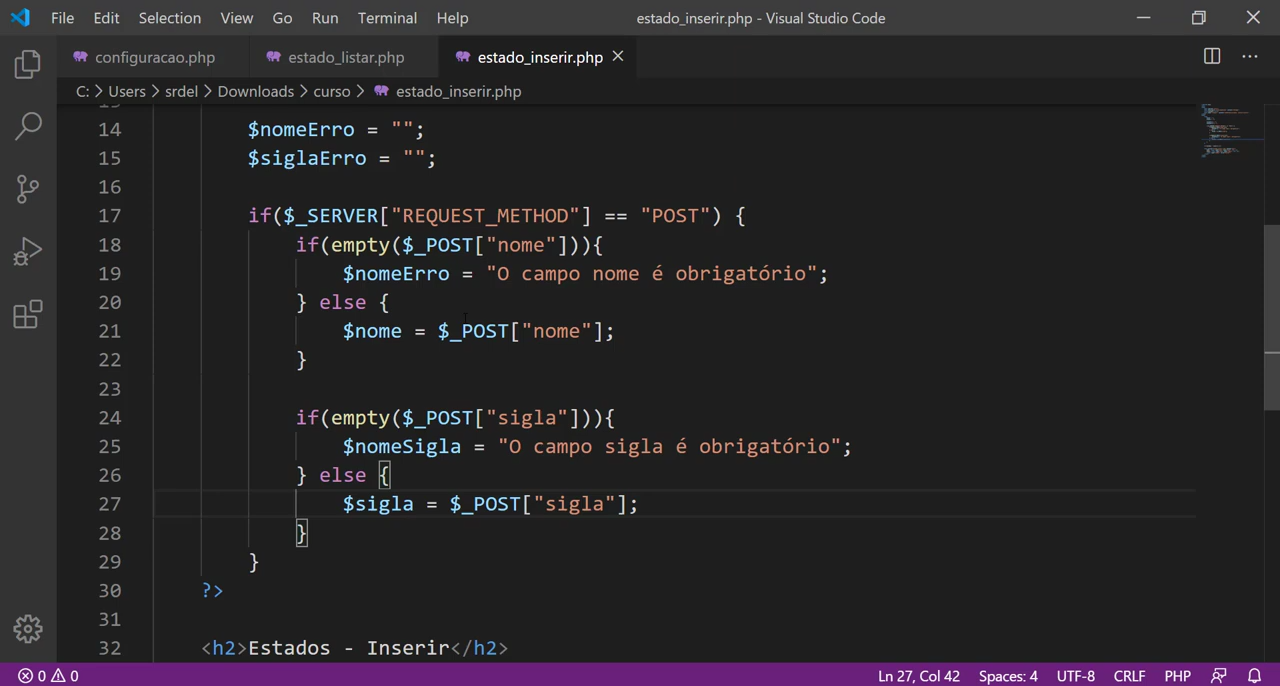 File Edit Selection View Go Run Terminal Help estado_inserir.php - Visual Studio Code
configuracao.php estado_listar.php estado_inserir.php
C: > Users > srdel > Downloads > curso > estado_inserir.php
14 $nomeErro = "";
15 $siglaErro = "";
16
17 if($_SERVER["REQUEST_METHOD"] == "POST") {
18 if(empty($_POST["nome"])){
19 $nomeErro = "O campo nome é obrigatório";
20 } else {
21 $nome = $_POST["nome"];
22 }
23
24 if(empty($_POST["sigla"])){
25 $nomeSigla = "O campo sigla é obrigatório";
26 } else {
27 $sigla = $_POST["sigla"];
28 }
29 }
30 ?>
31
32 <h2>Estados - Inserir</h2>
0 0 Ln 27, Col 42 Spaces: 4 UTF-8 CRLF PHP